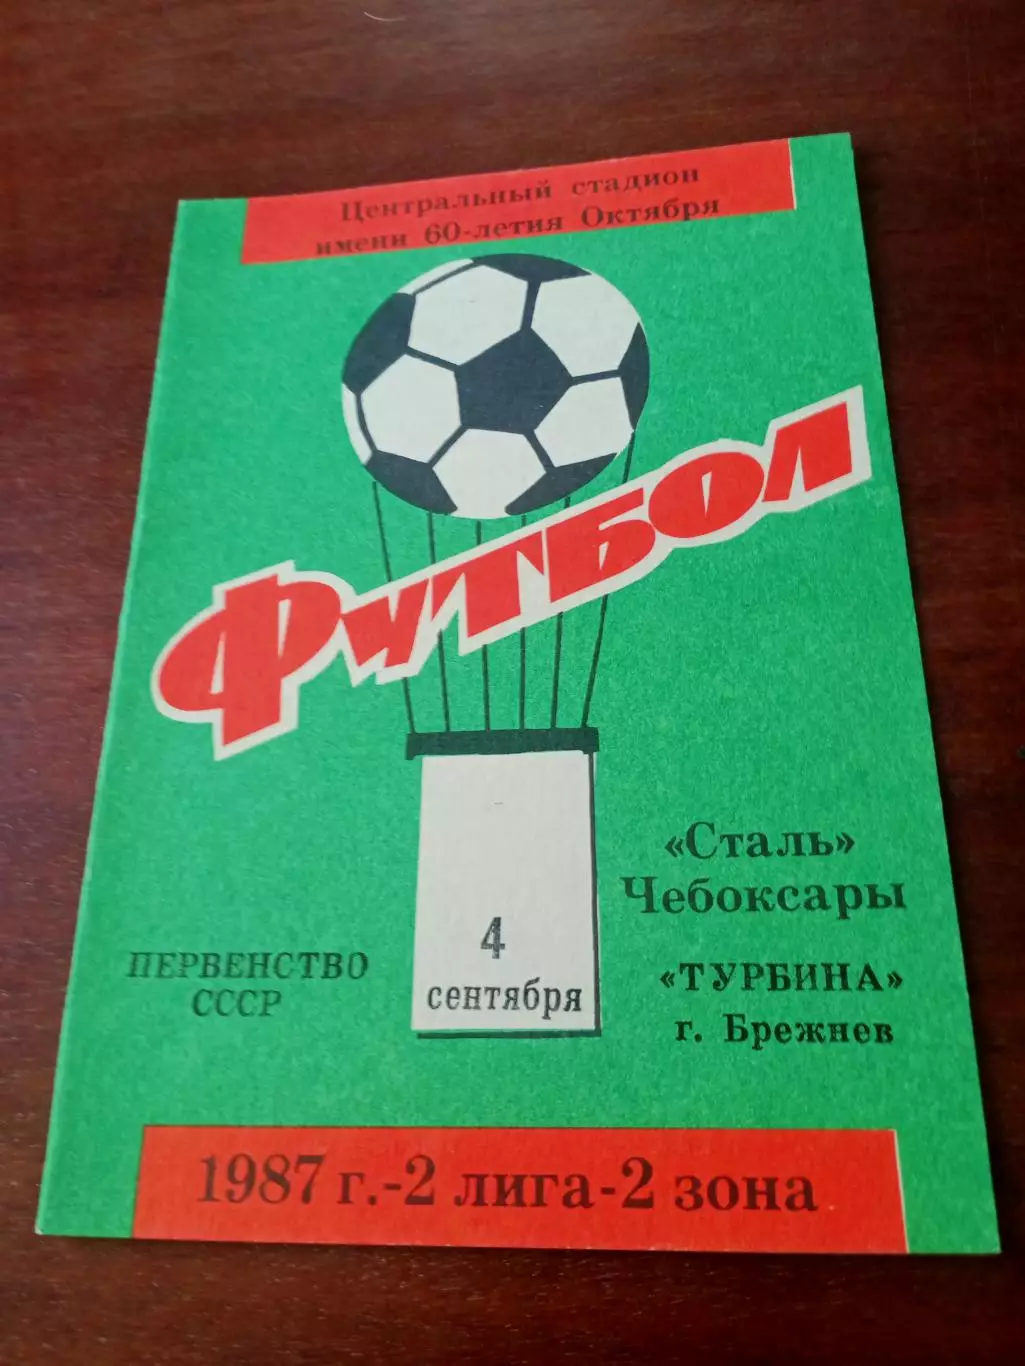 Центральный стадион
имени 60-летия Октября
ФУТБОЛ
«Сталь»
Чебоксары
«ТУРБИНА»
г. Брежнев
4
сентября
ПЕРВЕНСТВО
СССР
1987 г.-2 лига-2 зона